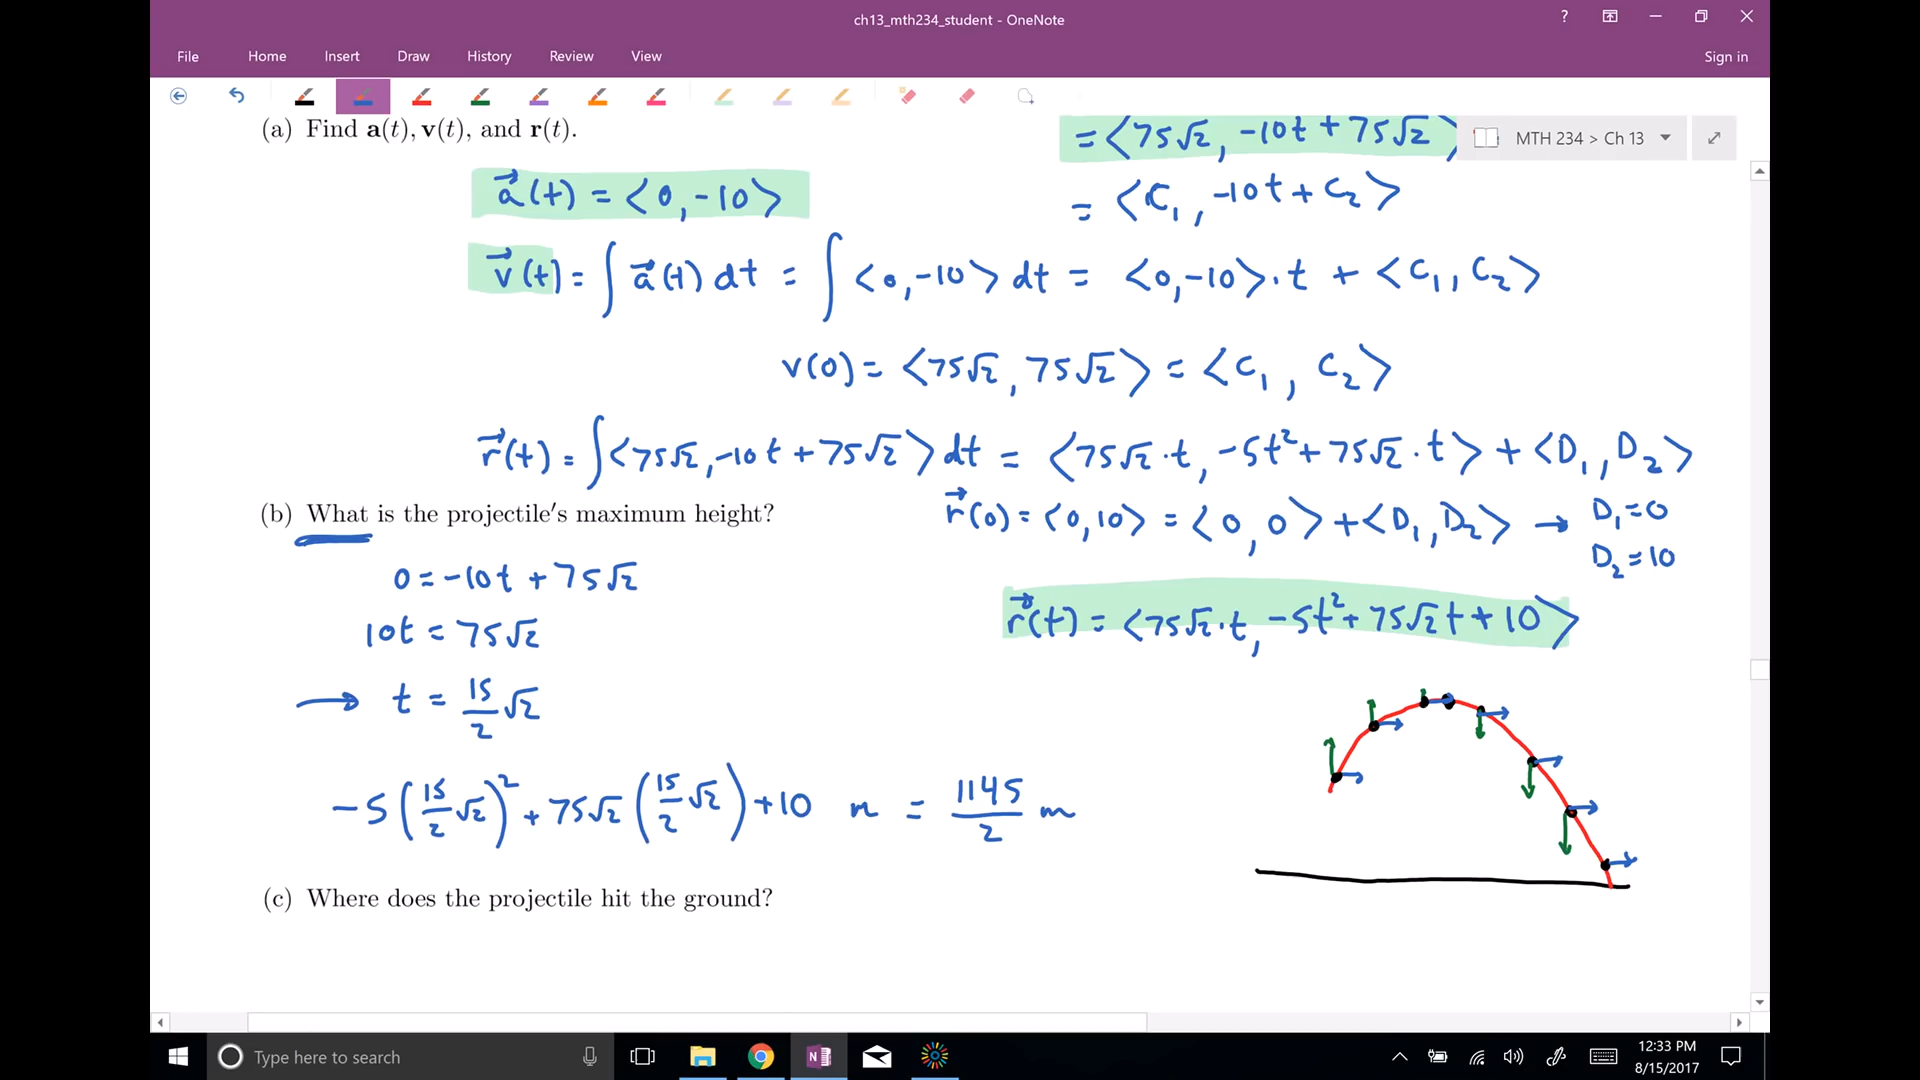 ch13_mth234_student - OneNote
?
File Home Insert Draw History Review View Sign in
(a) Find a(t), v(t), and r(t).
= ⟨75√2, -10t + 75√2⟩
MTH 234 > Ch 13
a⃗(t) = ⟨0, -10⟩
= ⟨C₁, -10t + C₂⟩
v⃗(t) = ∫ a⃗(t) dt = ∫ ⟨0, -10⟩ dt = ⟨0, -10⟩ · t + ⟨C₁, C₂⟩
v(0) = ⟨75√2, 75√2⟩ = ⟨C₁, C₂⟩
r⃗(t) = ∫⟨75√2, -10t + 75√2⟩ dt = ⟨75√2 · t, -5t² + 75√2 · t⟩ + ⟨D₁, D₂⟩
r⃗(0) = ⟨0, 10⟩ = ⟨0, 0⟩ + ⟨D₁, D₂⟩ → D₁ = 0
D₂ = 10
r⃗(t) = ⟨75√2 · t, -5t² + 75√2 t + 10⟩
(b) What is the projectile's maximum height?
0 = -10t + 75√2
10t = 75√2
→ t = 15/2 √2
-5 (15/2 √2)² + 75√2 (15/2 √2) + 10 m = 1145/2 m
(c) Where does the projectile hit the ground?
Type here to search
12:33 PM
8/15/2017